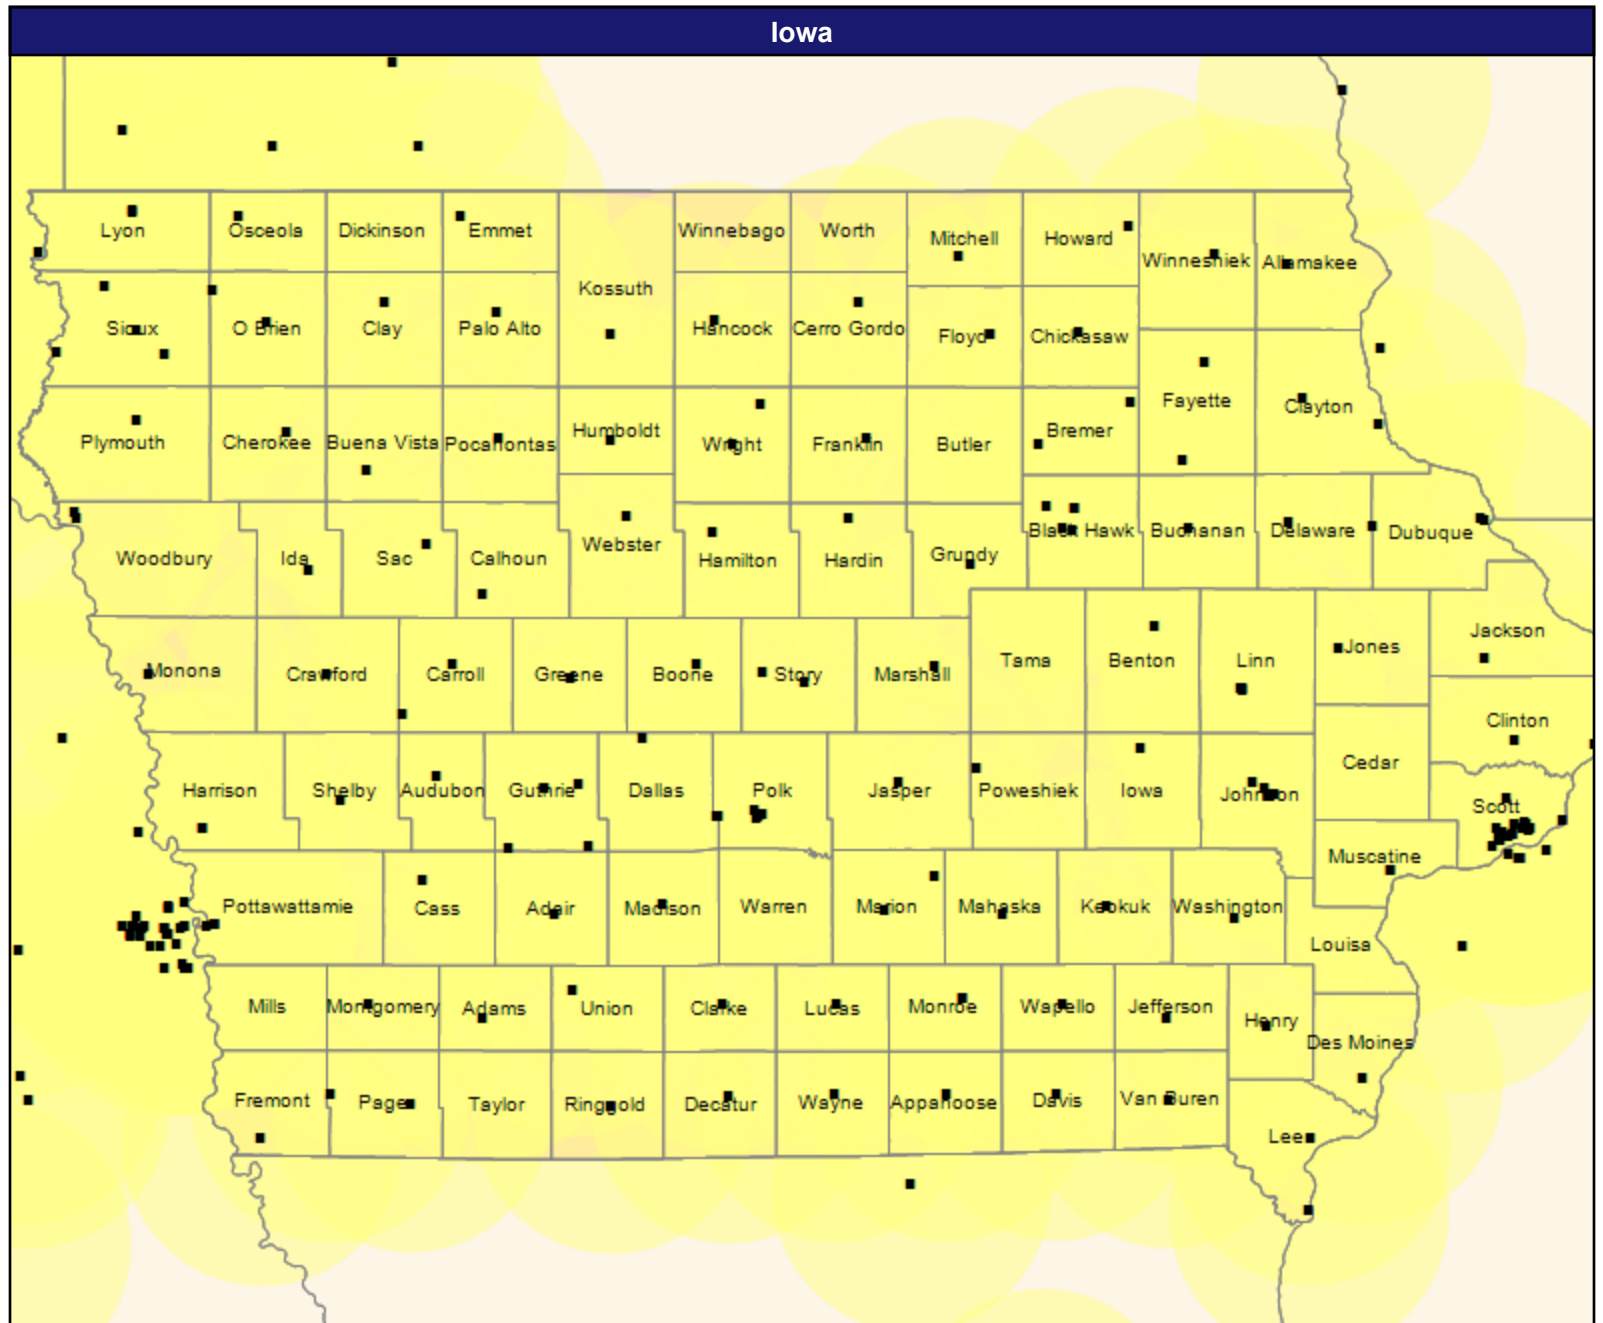 Iowa
Lyon
Osceola
Dickinson
Emmet
Winnebago
Worth
Mitchell
Howard
Winneshiek
Allamakee
Kossuth
Sioux
O Brien
Clay
Palo Alto
Hancock
Cerro Gordo
Floyd
Chickasaw
Fayette
Clayton
Plymouth
Cherokee
Buena Vista
Pocahontas
Humboldt
Wright
Franklin
Butler
Bremer
Woodbury
Ida
Sac
Calhoun
Webster
Hamilton
Hardin
Grundy
Black Hawk
Buchanan
Delaware
Dubuque
Monona
Crawford
Carroll
Greene
Boone
Story
Marshall
Tama
Benton
Linn
Jones
Jackson
Clinton
Cedar
Harrison
Shelby
Audubon
Guthrie
Dallas
Polk
Jasper
Poweshiek
Iowa
Johnson
Scott
Muscatine
Pottawattamie
Cass
Adair
Madison
Warren
Marion
Mahaska
Keokuk
Washington
Louisa
Mills
Montgomery
Adams
Union
Clarke
Lucas
Monroe
Wapello
Jefferson
Henry
Des Moines
Fremont
Page
Taylor
Ringgold
Decatur
Wayne
Appanoose
Davis
Van Buren
Lee